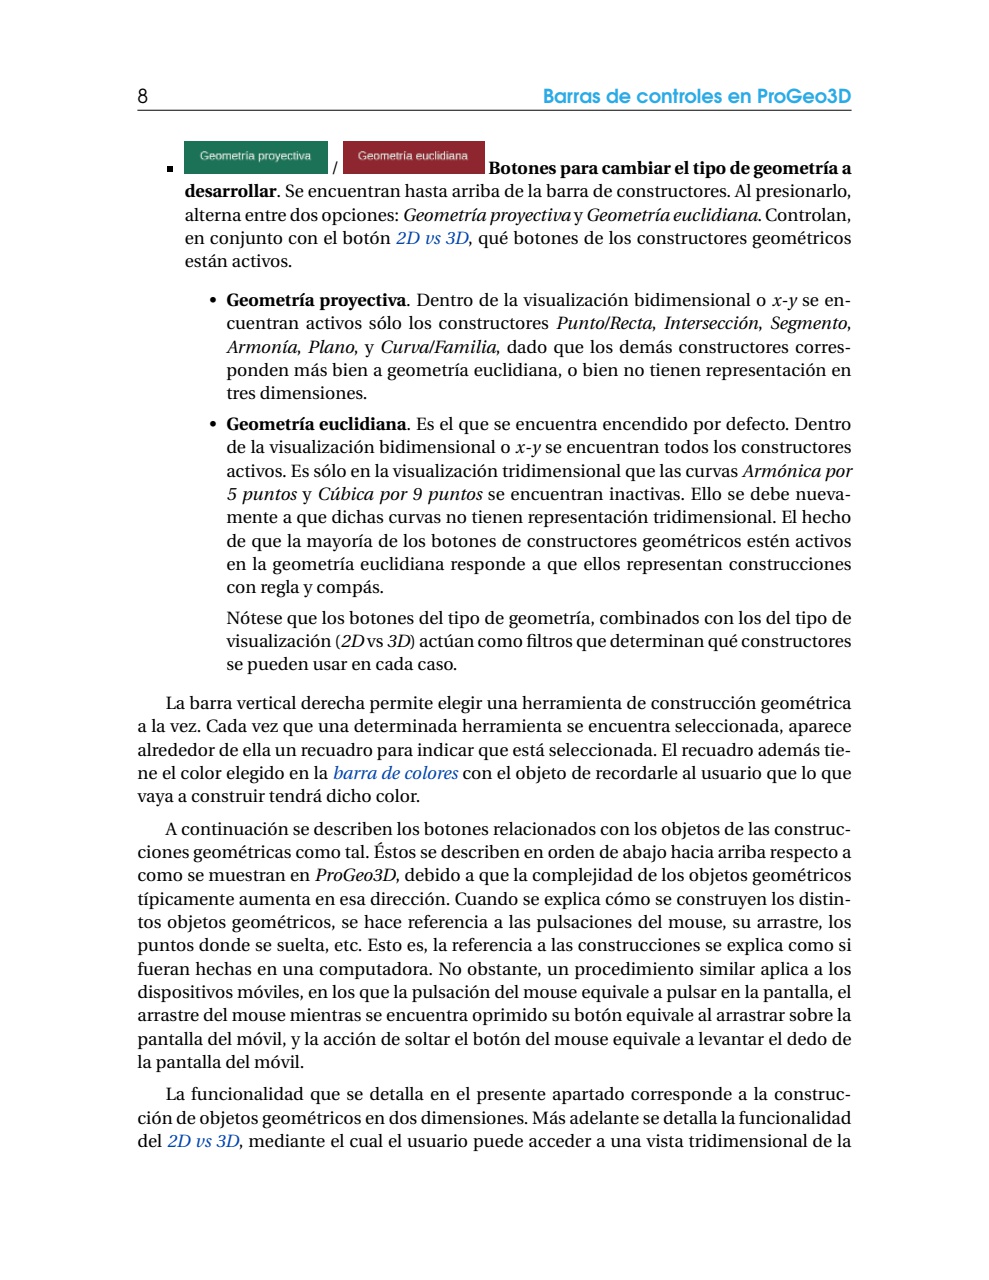 8 Barras de controles en ProGeo3D
▪ Geometría proyectiva / Geometría euclidiana Botones para cambiar el tipo de geometría a
desarrollar. Se encuentran hasta arriba de la barra de constructores. Al presionarlo,
alterna entre dos opciones: Geometría proyectiva y Geometría euclidiana. Controlan,
en conjunto con el botón 2D vs 3D, qué botones de los constructores geométricos
están activos.
• Geometría proyectiva. Dentro de la visualización bidimensional o x-y se en-
cuentran activos sólo los constructores Punto/Recta, Intersección, Segmento,
Armonía, Plano, y Curva/Familia, dado que los demás constructores corres-
ponden más bien a geometría euclidiana, o bien no tienen representación en
tres dimensiones.
• Geometría euclidiana. Es el que se encuentra encendido por defecto. Dentro
de la visualización bidimensional o x-y se encuentran todos los constructores
activos. Es sólo en la visualización tridimensional que las curvas Armónica por
5 puntos y Cúbica por 9 puntos se encuentran inactivas. Ello se debe nueva-
mente a que dichas curvas no tienen representación tridimensional. El hecho
de que la mayoría de los botones de constructores geométricos estén activos
en la geometría euclidiana responde a que ellos representan construcciones
con regla y compás.
Nótese que los botones del tipo de geometría, combinados con los del tipo de
visualización (2D vs 3D) actúan como filtros que determinan qué constructores
se pueden usar en cada caso.
La barra vertical derecha permite elegir una herramienta de construcción geométrica
a la vez. Cada vez que una determinada herramienta se encuentra seleccionada, aparece
alrededor de ella un recuadro para indicar que está seleccionada. El recuadro además tie-
ne el color elegido en la barra de colores con el objeto de recordarle al usuario que lo que
vaya a construir tendrá dicho color.
A continuación se describen los botones relacionados con los objetos de las construc-
ciones geométricas como tal. Éstos se describen en orden de abajo hacia arriba respecto a
como se muestran en ProGeo3D, debido a que la complejidad de los objetos geométricos
típicamente aumenta en esa dirección. Cuando se explica cómo se construyen los distin-
tos objetos geométricos, se hace referencia a las pulsaciones del mouse, su arrastre, los
puntos donde se suelta, etc. Esto es, la referencia a las construcciones se explica como si
fueran hechas en una computadora. No obstante, un procedimiento similar aplica a los
dispositivos móviles, en los que la pulsación del mouse equivale a pulsar en la pantalla, el
arrastre del mouse mientras se encuentra oprimido su botón equivale al arrastrar sobre la
pantalla del móvil, y la acción de soltar el botón del mouse equivale a levantar el dedo de
la pantalla del móvil.
La funcionalidad que se detalla en el presente apartado corresponde a la construc-
ción de objetos geométricos en dos dimensiones. Más adelante se detalla la funcionalidad
del 2D vs 3D, mediante el cual el usuario puede acceder a una vista tridimensional de la